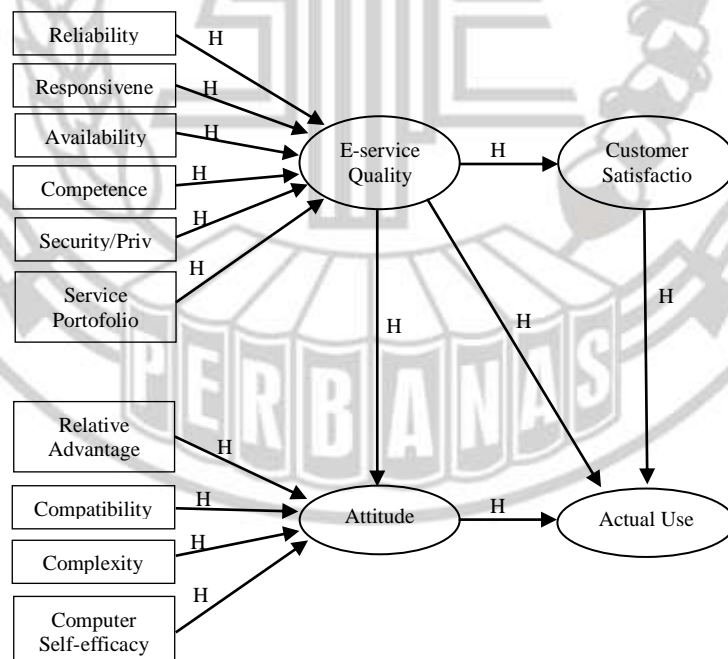 Reliability
H
Responsivene
H
Availability
H
Competence
H
Security/Priv
H
Service
Portofolio
H
E-service
Quality
H
Customer
Satisfactio
H
H
H
PERBANAS
Relative
Advantage
H
Compatibility
H
Complexity
H
Computer
Self-efficacy
H
Attitude
H
Actual Use